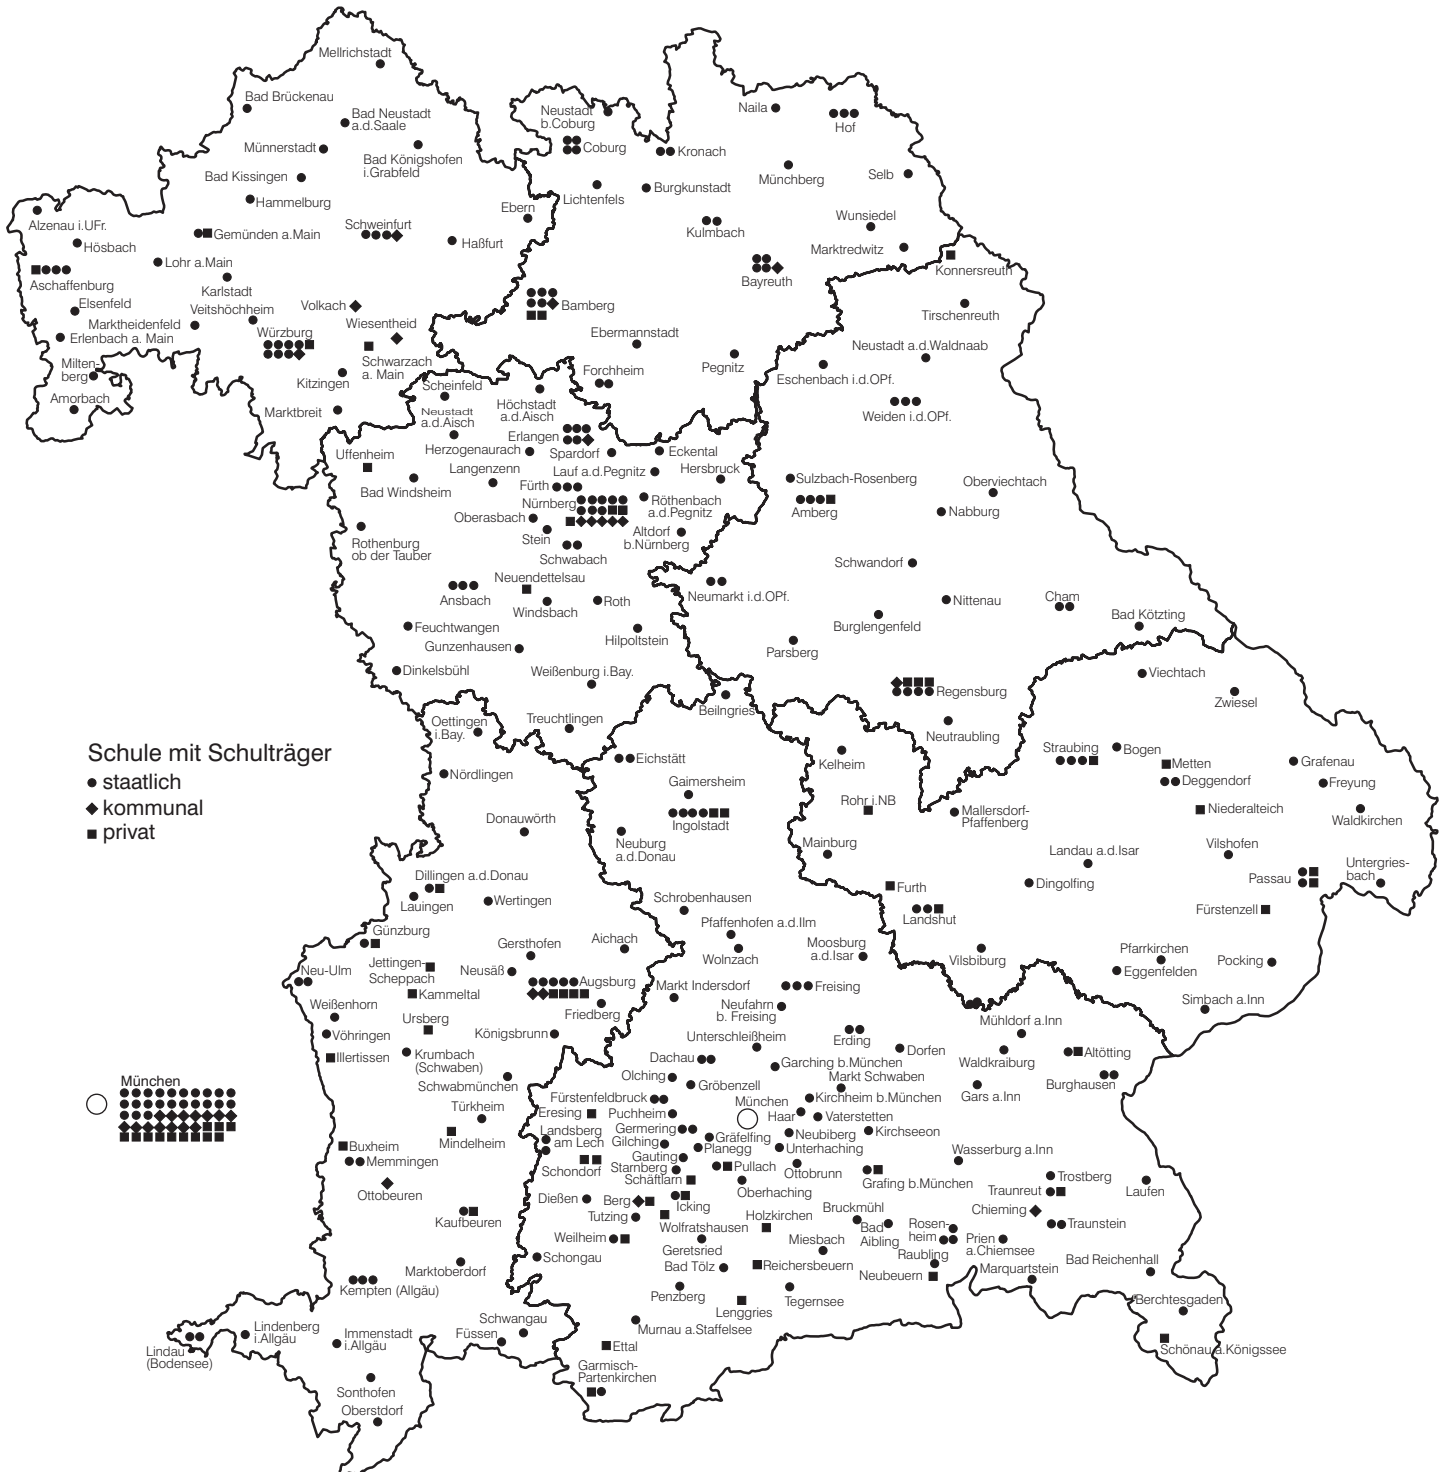 Mellrichstadt
Bad Brückenau
Bad Neustadt
a.d.Saale
Münnerstadt
Bad Königshofen
i.Grabfeld
Bad Kissingen
Hammelburg
Alzenau i.UFr.
Hösbach
Gemünden a.Main
Schweinfurt
Haßfurt
Ebern
Lohr a.Main
Aschaffenburg
Karlstadt
Elsenfeld
Veitshöchheim
Volkach
Marktheidenfeld
Erlenbach a. Main
Würzburg
Wiesentheid
Schwarzach
a. Main
Milten-
berg
Kitzingen
Amorbach
Marktbreit
Neustadt
b.Coburg
Coburg
Kronach
Naila
Hof
Münchberg
Selb
Lichtenfels
Burgkunstadt
Kulmbach
Wunsiedel
Marktredwitz
Bayreuth
Bamberg
Ebermannstadt
Pegnitz
Forchheim
Konnersreuth
Tirschenreuth
Neustadt a.d.Waldnaab
Eschenbach i.d.OPf.
Weiden i.d.OPf.
Sulzbach-Rosenberg
Oberviechtach
Amberg
Nabburg
Schwandorf
Neumarkt i.d.OPf.
Nittenau
Cham
Burglengenfeld
Bad Kötzting
Parsberg
Regensburg
Neutraubling
Scheinfeld
Neustadt
a.d.Aisch
Höchstadt
a.d.Aisch
Erlangen
Herzogenaurach
Spardorf
Eckental
Uffenheim
Langenzenn
Lauf a.d.Pegnitz
Hersbruck
Bad Windsheim
Fürth
Nürnberg
Röthenbach
a.d.Pegnitz
Oberasbach
Stein
Altdorf
b.Nürnberg
Rothenburg
ob der Tauber
Schwabach
Neuendettelsau
Ansbach
Windsbach
Roth
Feuchtwangen
Gunzenhausen
Hilpoltstein
Dinkelsbühl
Weißenburg i.Bay.
Treuchtlingen
Schule mit Schulträger
staatlich
kommunal
privat
Oettingen
i.Bay.
Nördlingen
Donauwörth
Dillingen a.d.Donau
Lauingen
Wertingen
Günzburg
Gersthofen
Aichach
Jettingen-
Scheppach
Neusäß
Augsburg
Neu-Ulm
Kammeltal
Friedberg
Weißenhorn
Ursberg
Königsbrunn
Vöhringen
Illertissen
Krumbach
(Schwaben)
Schwabmünchen
Türkheim
Mindelheim
Buxheim
Memmingen
Ottobeuren
Kaufbeuren
Marktoberdorf
Kempten (Allgäu)
Schwangau
Füssen
Lindau
(Bodensee)
Lindenberg
i.Allgäu
Immenstadt
i.Allgäu
Sonthofen
Oberstdorf
München
Viechtach
Zwiesel
Kelheim
Straubing
Bogen
Metten
Deggendorf
Grafenau
Freyung
Rohr i.NB
Mallersdorf-
Pfaffenberg
Niederalteich
Waldkirchen
Mainburg
Landau a.d.Isar
Vilshofen
Dingolfing
Passau
Untergries-
bach
Furth
Landshut
Fürstenzell
Vilsbiburg
Pfarrkirchen
Eggenfelden
Pocking
Simbach a.Inn
Beilngries
Eichstätt
Gaimersheim
Ingolstadt
Neuburg
a.d.Donau
Schrobenhausen
Pfaffenhofen a.d.Ilm
Wolnzach
Moosburg
a.d.Isar
Markt Indersdorf
Freising
Neufahrn
b. Freising
Unterschleißheim
Erding
Mühldorf a.Inn
Dachau
Garching b.München
Dorfen
Waldkraiburg
Altötting
Olching
Gröbenzell
Markt Schwaben
Gars a.Inn
Burghausen
Fürstenfeldbruck
München
Kirchheim b.München
Eresing
Puchheim
Haar
Vaterstetten
Landsberg
am Lech
Germering
Gräfelfing
Neubiberg
Kirchseeon
Gilching
Planegg
Unterhaching
Schondorf
Gauting
Starnberg
Pullach
Ottobrunn
Wasserburg a.Inn
Schäftlarn
Oberhaching
Grafing b.München
Trostberg
Traunreut
Laufen
Dießen
Berg
Icking
Bruckmühl
Chieming
Tutzing
Wolfratshausen
Holzkirchen
Bad
Aibling
Rosen-
heim
Traunstein
Weilheim
Geretsried
Miesbach
Prien
a.Chiemsee
Schongau
Bad Tölz
Reichersbeuern
Raubling
Neubeuern
Marquartstein
Bad Reichenhall
Penzberg
Lenggries
Tegernsee
Berchtesgaden
Murnau a.Staffelsee
Ettal
Schönau a.Königssee
Garmisch-
Partenkirchen